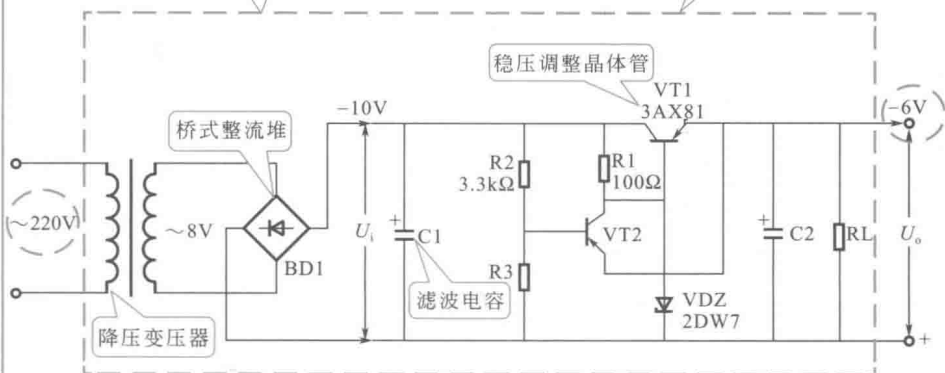 稳压调整晶体管
VT1
3AX81
-10V
-6V
桥式整流堆
R2
3.3kΩ
R1
100Ω
～220V
～8V
Ui
+
C1
VT2
+
C2
RL
Uo
BD1
R3
滤波电容
VDZ
2DW7
降压变压器
+